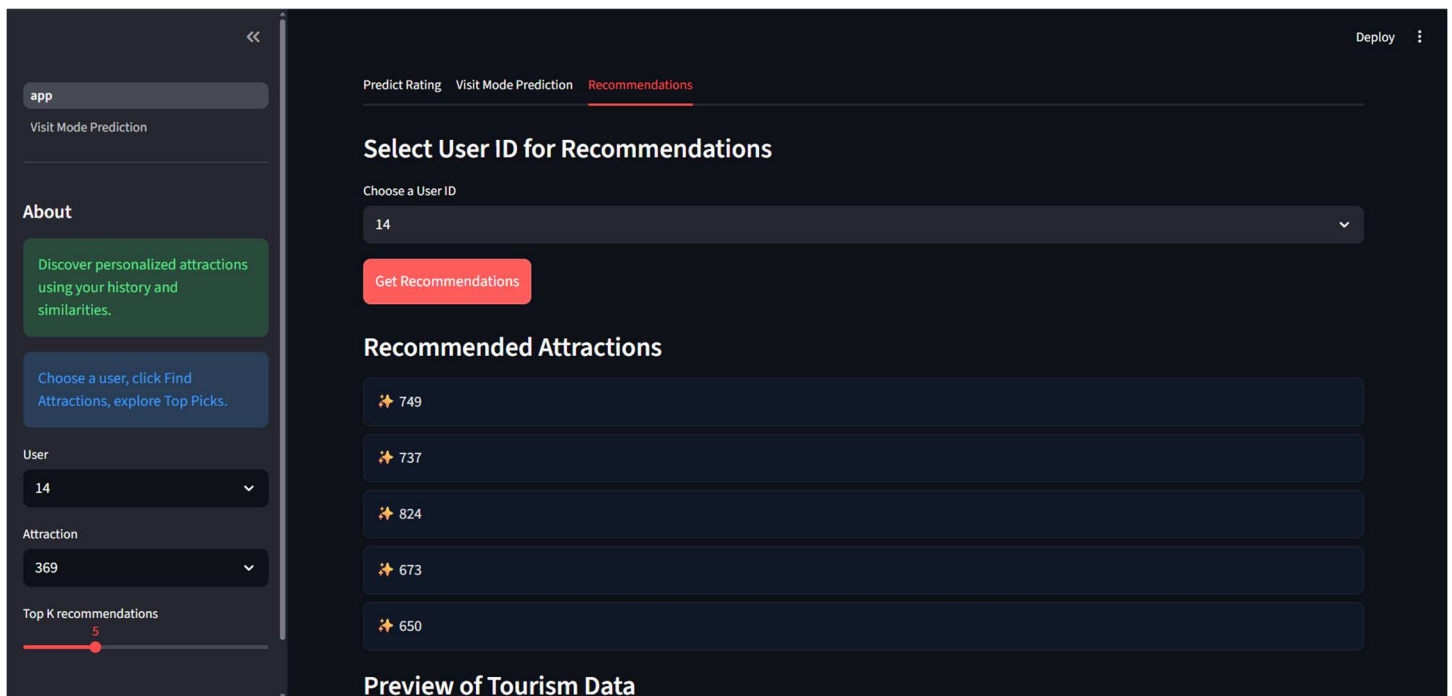 app
Visit Mode Prediction
About
Discover personalized attractions
using your history and
similarities.
Choose a user, click Find
Attractions, explore Top Picks.
User
14
Attraction
369
Top K recommendations
5
Deploy
Predict Rating Visit Mode Prediction Recommendations
Select User ID for Recommendations
Choose a User ID
14
Get Recommendations
Recommended Attractions
✨ 749
✨ 737
✨ 824
✨ 673
✨ 650
Preview of Tourism Data